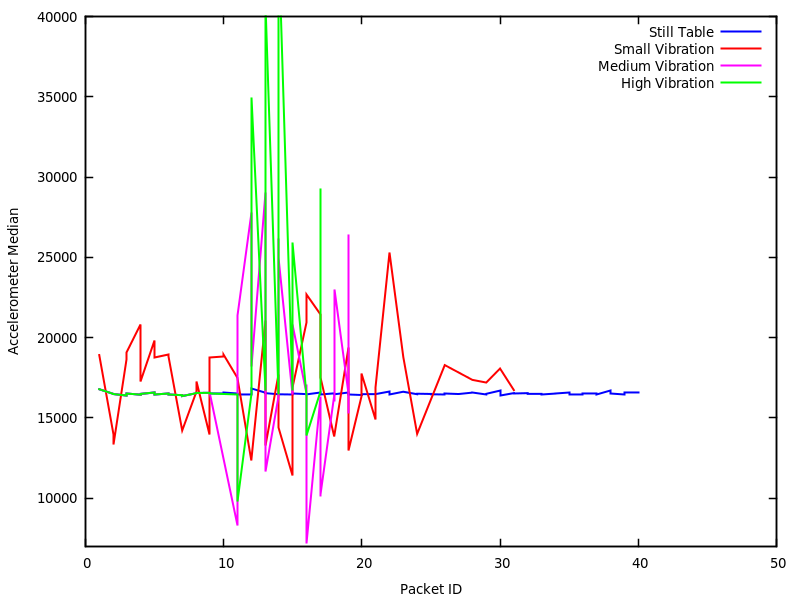 40000
35000
30000
25000
20000
15000
10000
Accelerometer Median
Still Table
Small Vibration
Medium Vibration
High Vibration
0 10 20 30 40 50
Packet ID